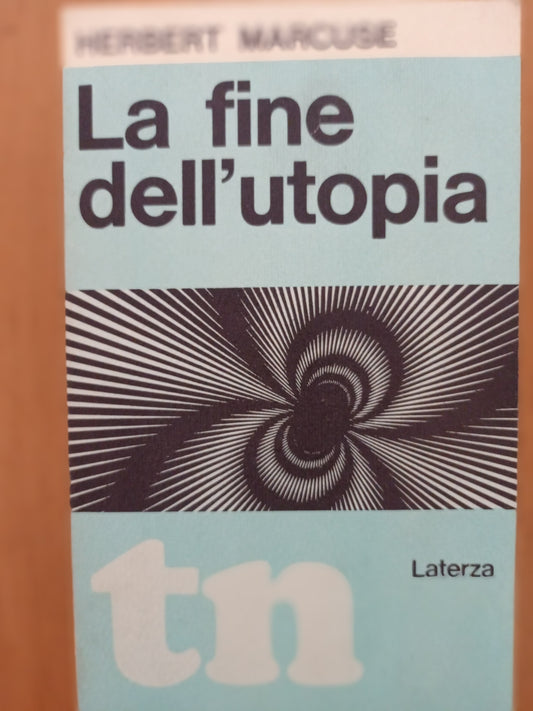 HERBERT MARCUSE
La fine
dell'utopia
Laterza
tn